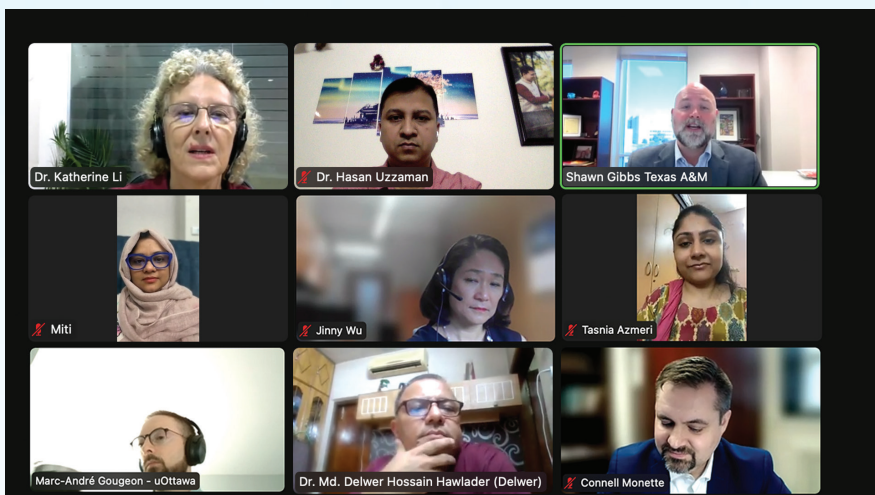 Dr. Katherine Li
Dr. Hasan Uzzaman
Shawn Gibbs Texas A&M
Miti
Jinny Wu
Tasnia Azmeri
Marc-André Gougeon - uOttawa
Dr. Md. Delwer Hossain Hawlader (Delwer)
Connell Monette